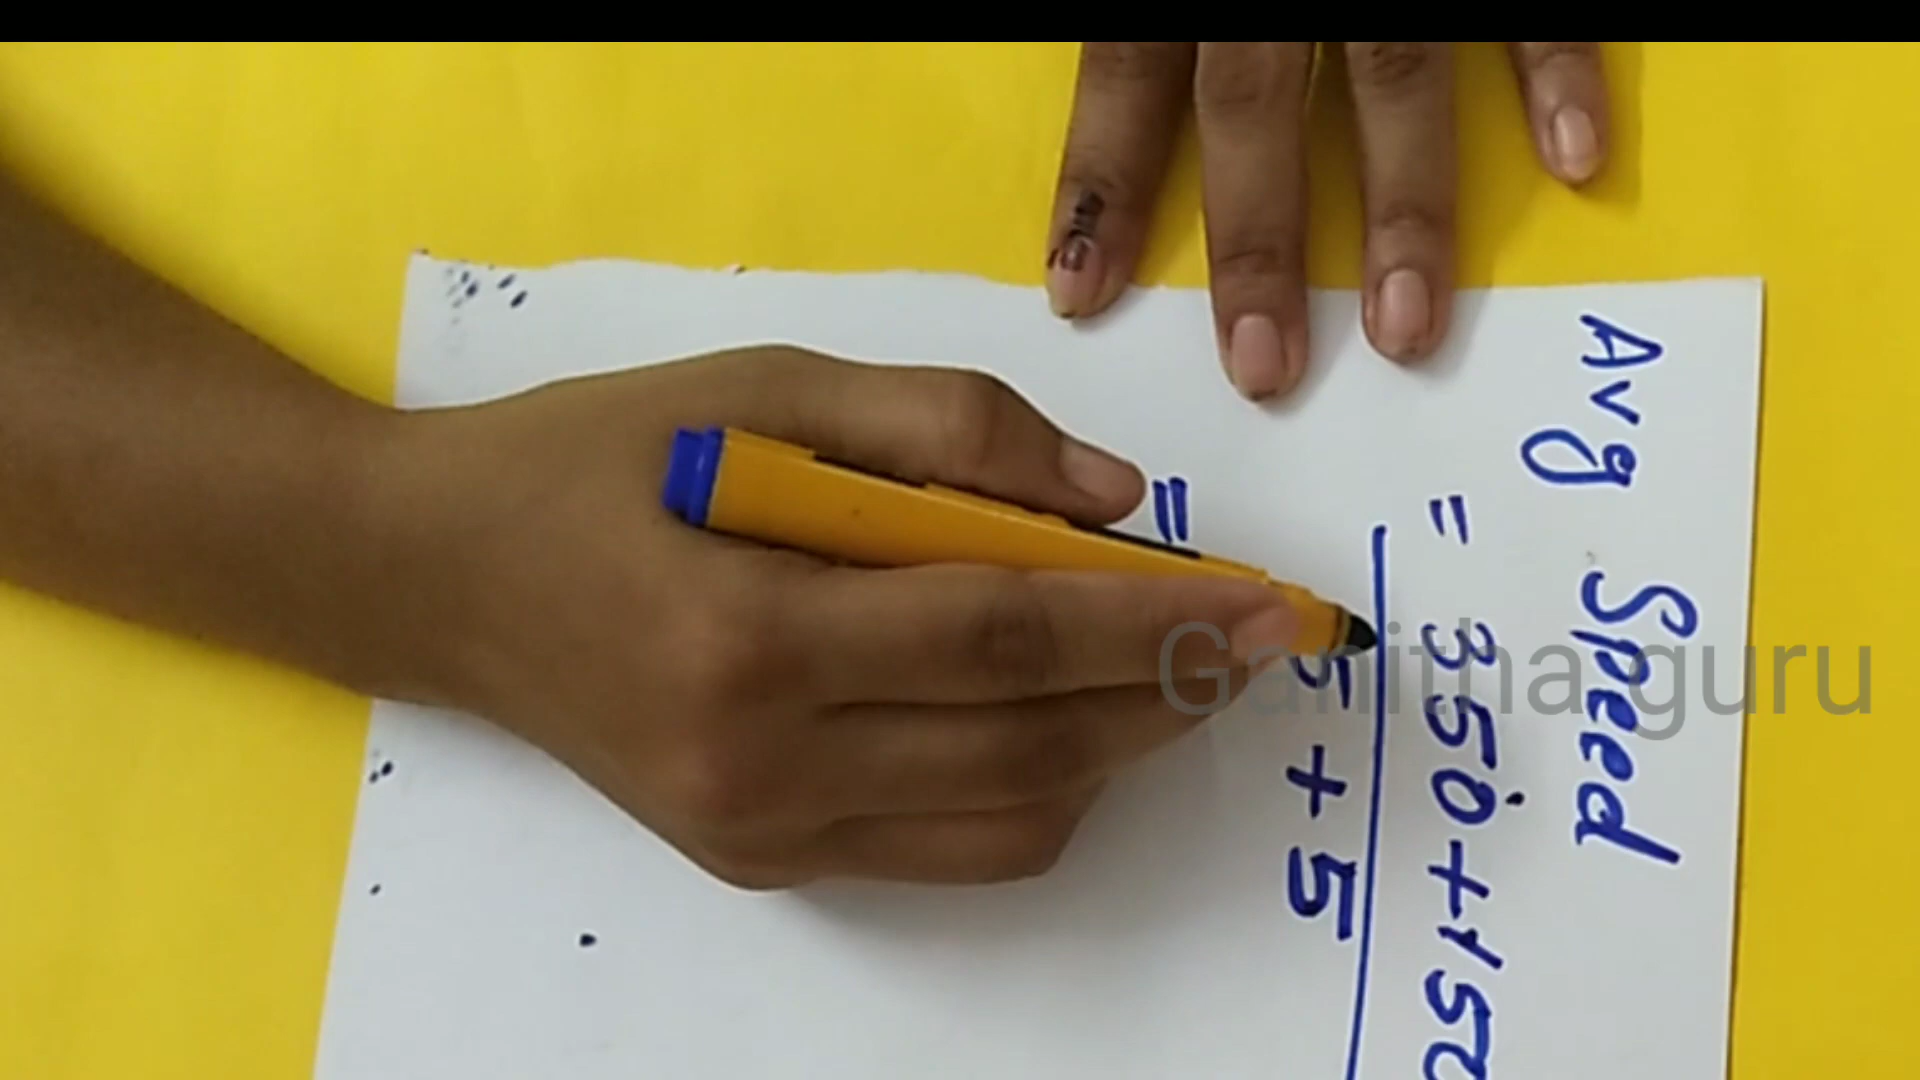 Avg Speed
= 350+150
5+5
=
Ganitha guru